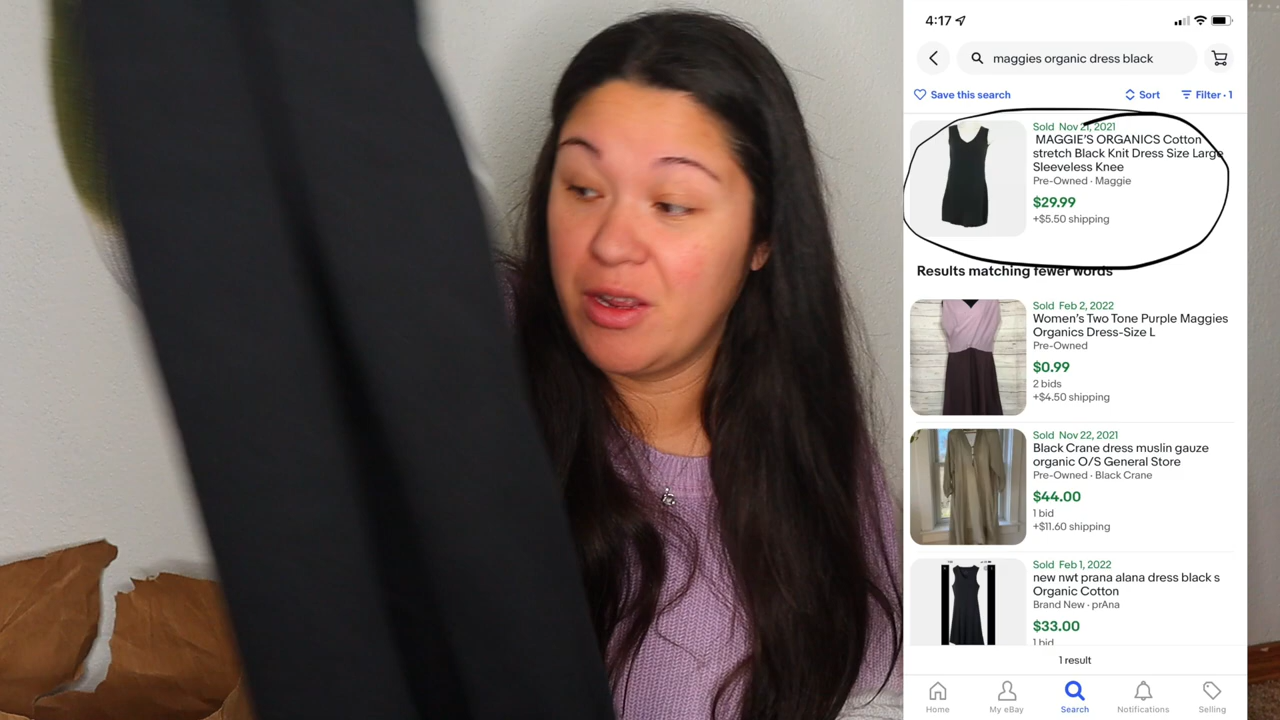 4:17
maggies organic dress black
Save this search
Sort
Filter · 1
Sold Nov 21, 2021
MAGGIE'S ORGANICS Cotton
stretch Black Knit Dress Size Large
Sleeveless Knee
Pre-Owned · Maggie
$29.99
+$5.50 shipping
Results matching fewer words
Sold Feb 2, 2022
Women's Two Tone Purple Maggies
Organics Dress-Size L
Pre-Owned
$0.99
2 bids
+$4.50 shipping
Sold Nov 22, 2021
Black Crane dress muslin gauze
organic O/S General Store
Pre-Owned · Black Crane
$44.00
1 bid
+$11.60 shipping
Sold Feb 1, 2022
new nwt prana alana dress black s
Organic Cotton
Brand New · prAna
$33.00
1 bid
1 result
Home
My eBay
Search
Notifications
Selling